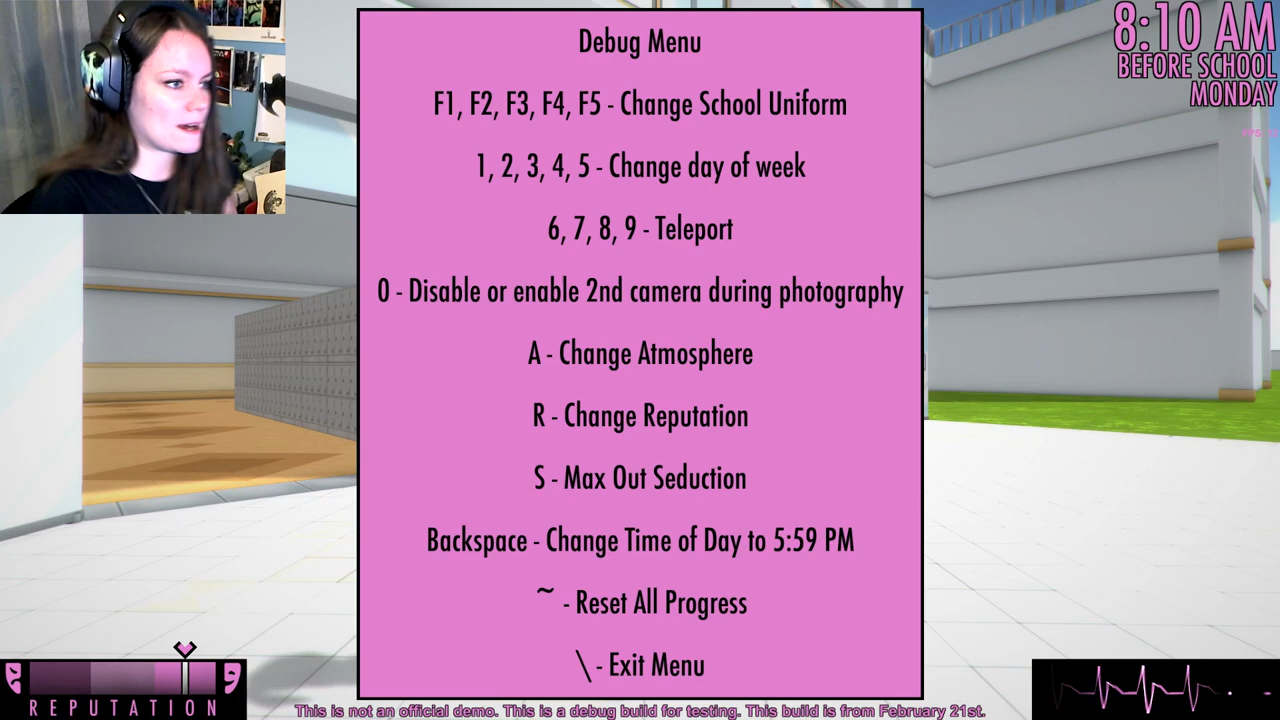 Debug Menu
F1, F2, F3, F4, F5 - Change School Uniform
1, 2, 3, 4, 5 - Change day of week
6, 7, 8, 9 - Teleport
0 - Disable or enable 2nd camera during photography
A - Change Atmosphere
R - Change Reputation
S - Max Out Seduction
Backspace - Change Time of Day to 5:59 PM
~ - Reset All Progress
\ - Exit Menu
8:10 AM
BEFORE SCHOOL
MONDAY
REPUTATION
This is not an official demo. This is a debug build for testing. This build is from February 21st.